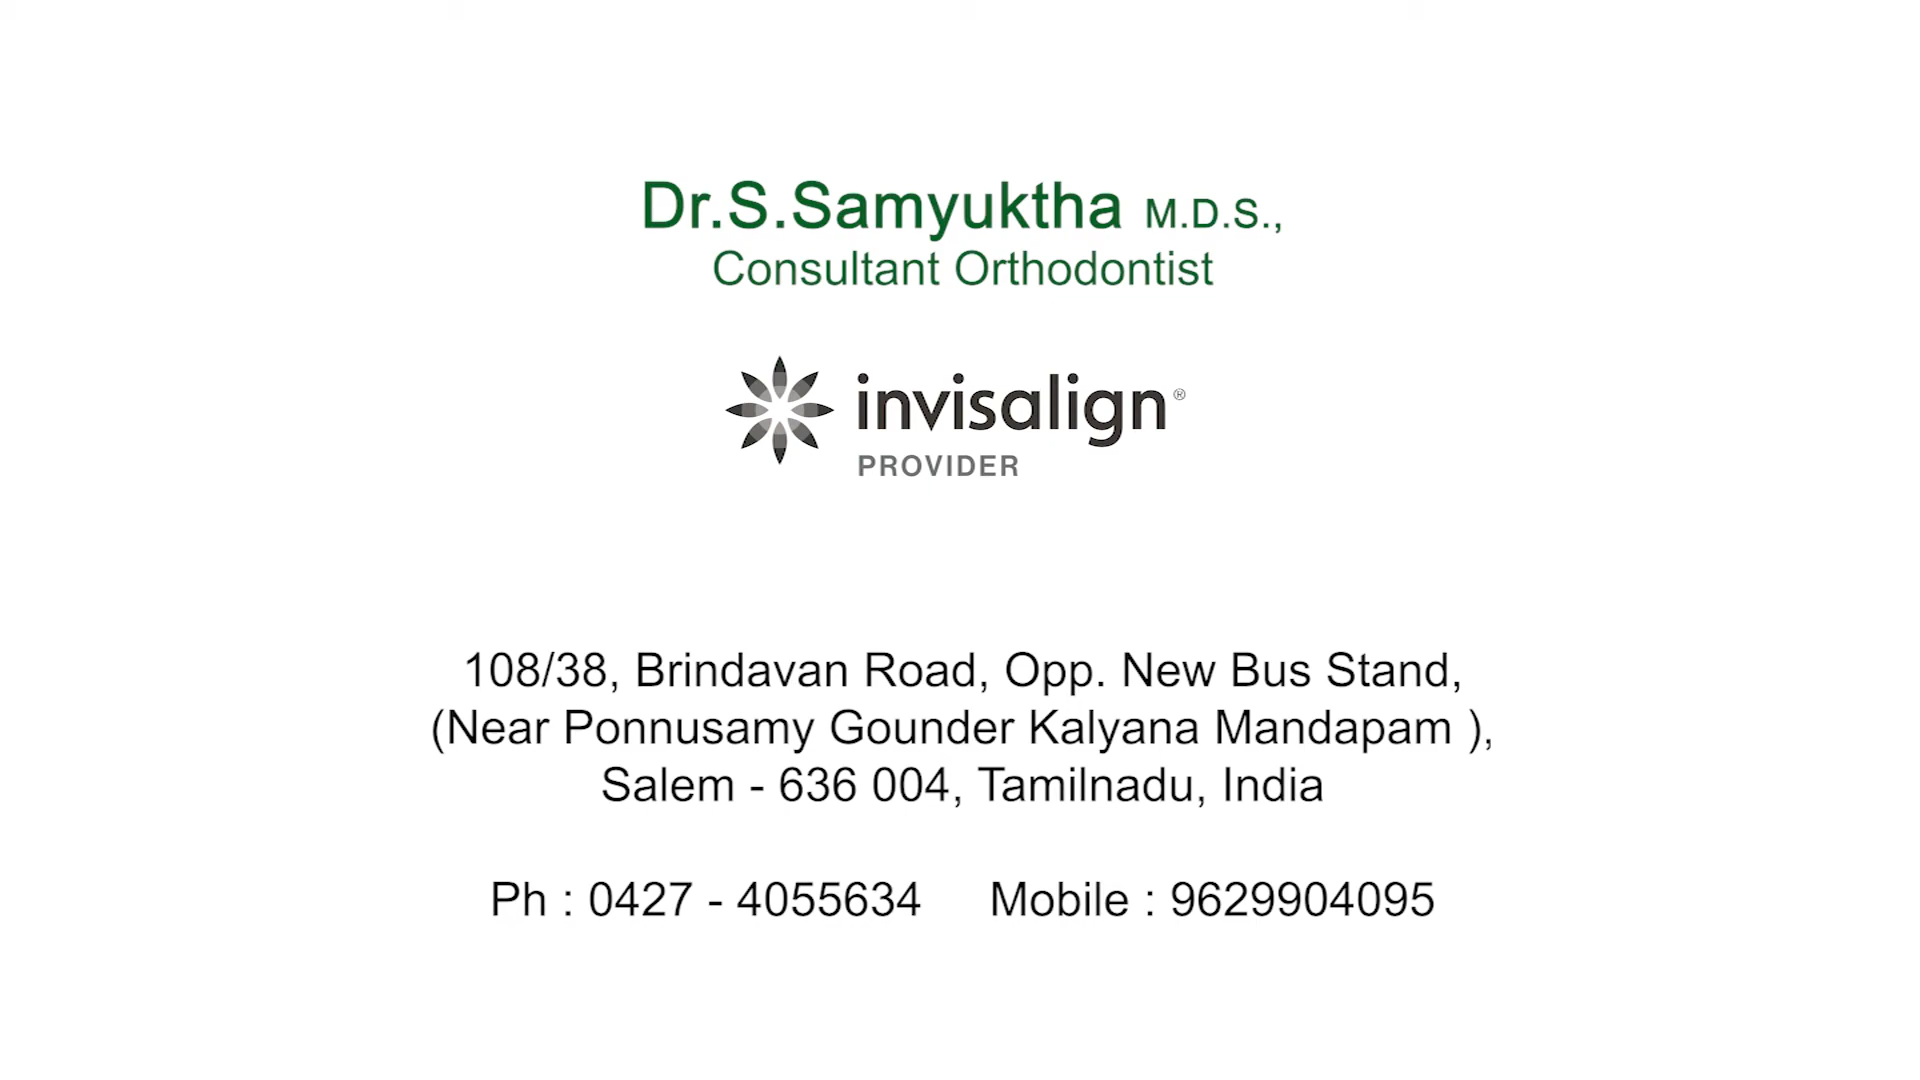 Dr.S.Samyuktha M.D.S.,
Consultant Orthodontist
invisalign®
PROVIDER
108/38, Brindavan Road, Opp. New Bus Stand,
(Near Ponnusamy Gounder Kalyana Mandapam ),
Salem - 636 004, Tamilnadu, India
Ph : 0427 - 4055634 Mobile : 9629904095